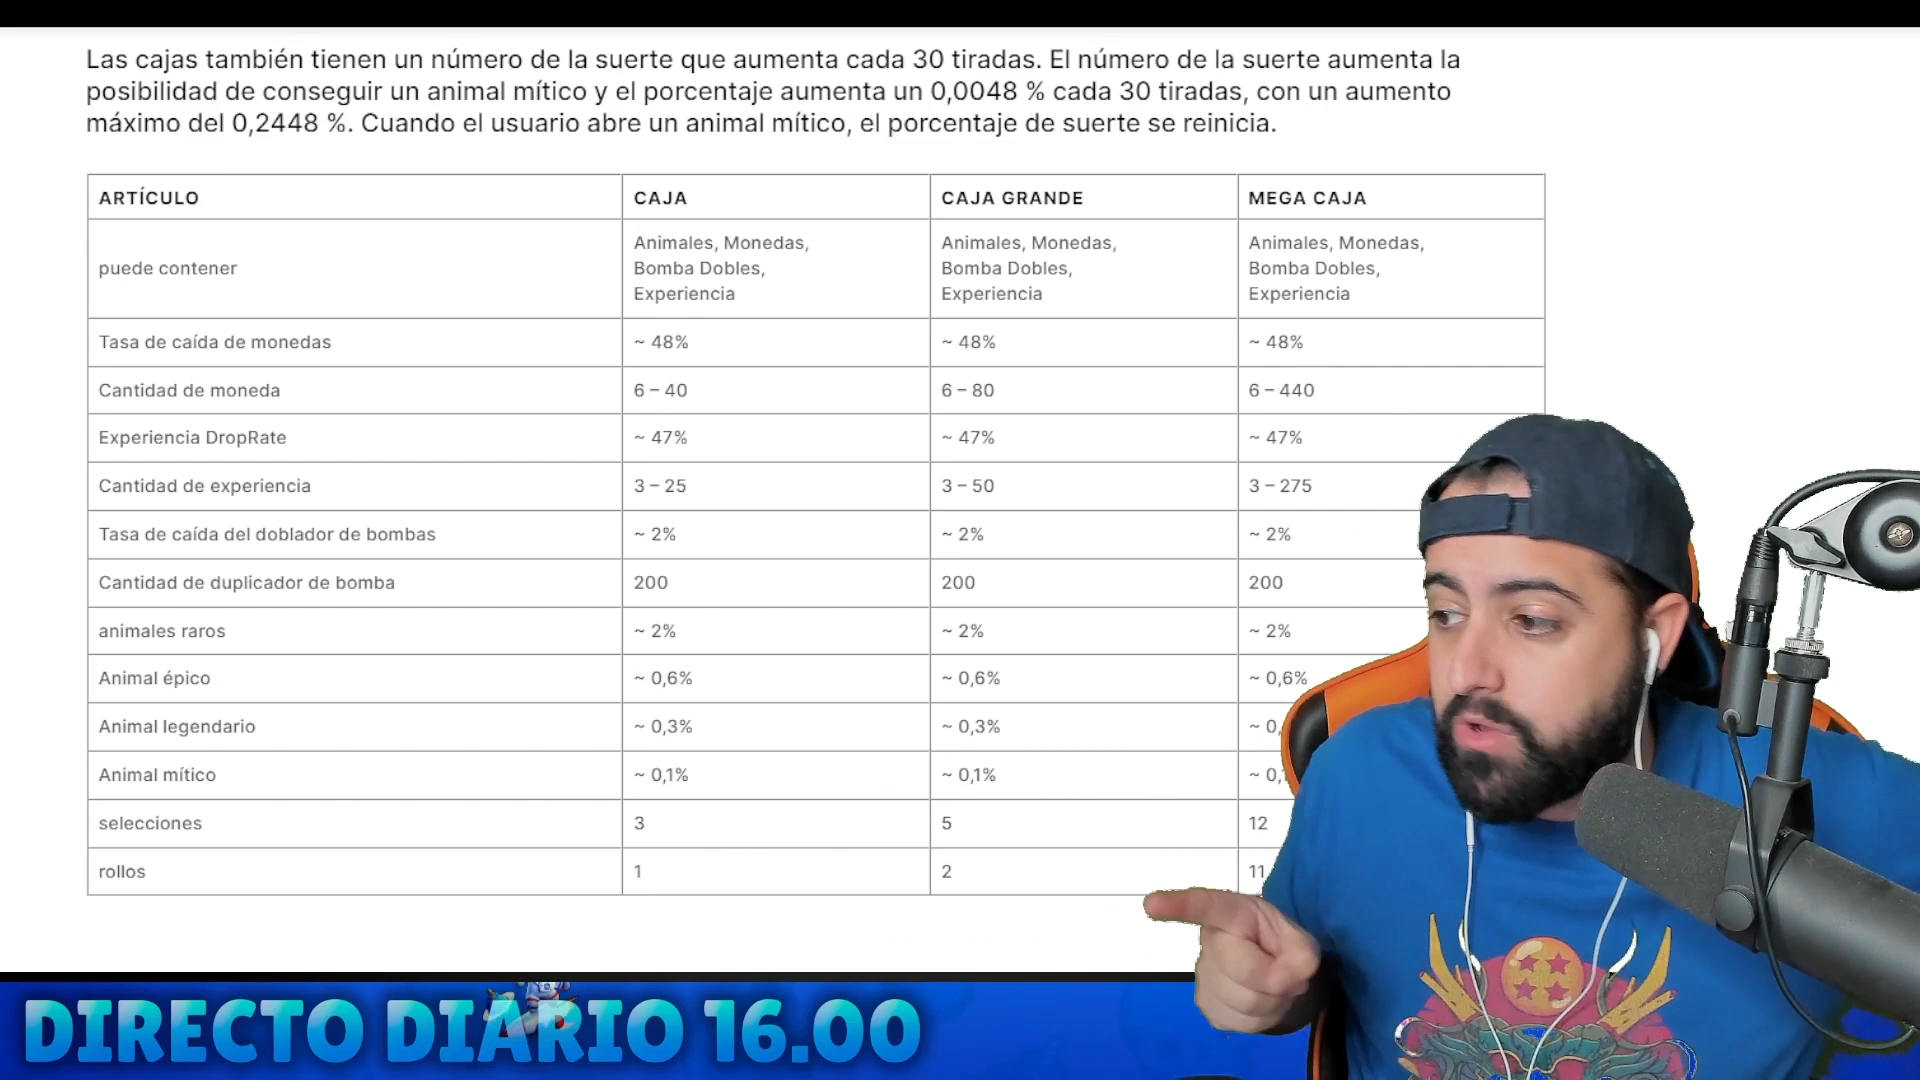 Las cajas también tienen un número de la suerte que aumenta cada 30 tiradas. El número de la suerte aumenta la
posibilidad de conseguir un animal mítico y el porcentaje aumenta un 0,0048 % cada 30 tiradas, con un aumento
máximo del 0,2448 %. Cuando el usuario abre un animal mítico, el porcentaje de suerte se reinicia.
ARTÍCULO CAJA CAJA GRANDE MEGA CAJA
puede contener
Animales, Monedas,
Bomba Dobles,
Experiencia
Animales, Monedas,
Bomba Dobles,
Experiencia
Animales, Monedas,
Bomba Dobles,
Experiencia
Tasa de caída de monedas ~ 48% ~ 48% ~ 48%
Cantidad de moneda 6 – 40 6 – 80 6 – 440
Experiencia DropRate ~ 47% ~ 47% ~ 47%
Cantidad de experiencia 3 – 25 3 – 50 3 – 275
Tasa de caída del doblador de bombas ~ 2% ~ 2% ~ 2%
Cantidad de duplicador de bomba 200 200 200
animales raros ~ 2% ~ 2% ~ 2%
Animal épico ~ 0,6% ~ 0,6% ~ 0,6%
Animal legendario ~ 0,3% ~ 0,3% ~ 0,
Animal mítico ~ 0,1% ~ 0,1% ~ 0,
selecciones 3 5 12
rollos 1 2 11
DIRECTO DIARIO 16.00